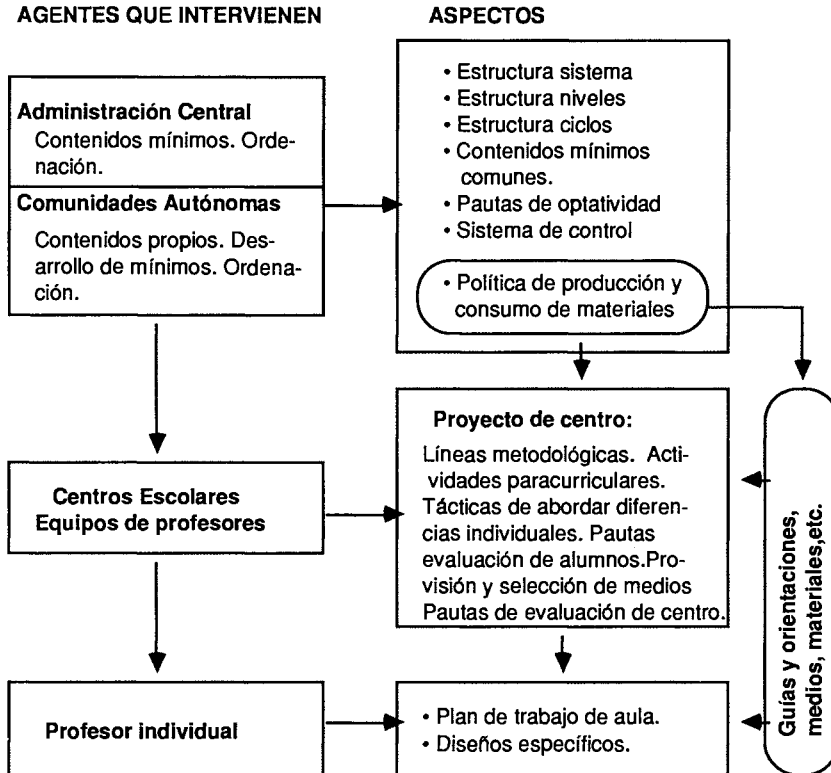 AGENTES QUE INTERVIENEN
ASPECTOS
Administración Central
Contenidos mínimos. Orde-
nación.
Comunidades Autónomas
Contenidos propios. Des-
arrollo de mínimos. Ordena-
ción.
• Estructura sistema
• Estructura niveles
• Estructura ciclos
• Contenidos mínimos
comunes.
• Pautas de optatividad
• Sistema de control
• Política de producción y
consumo de materiales
Centros Escolares
Equipos de profesores
Proyecto de centro:
Líneas metodológicas. Acti-
vidades paracurriculares.
Tácticas de abordar diferen-
cias individuales. Pautas
evaluación de alumnos.Pro-
visión y selección de medios
Pautas de evaluación de centro.
Guías y orientaciones,
medios, materiales,etc.
Profesor individual
• Plan de trabajo de aula.
• Diseños específicos.